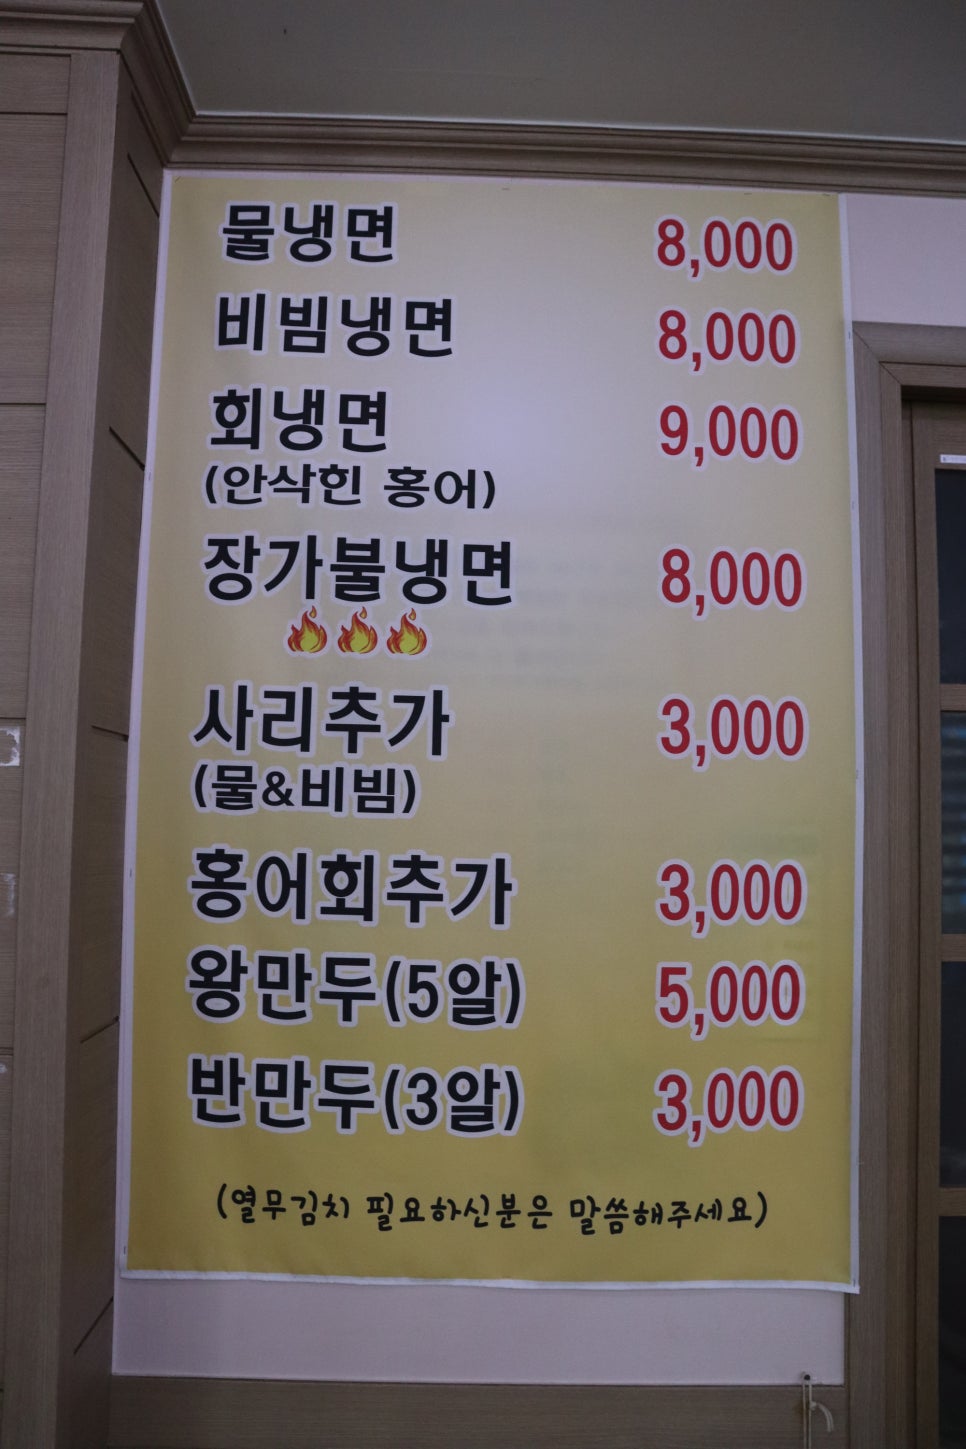 물냉면 8,000
비빔냉면 8,000
회냉면 9,000
(안삭힌 홍어)
장가불냉면 8,000
사리추가 3,000
(물&비빔)
홍어회추가 3,000
왕만두(5알) 5,000
반만두(3알) 3,000
(열무김치 필요하신분은 말씀해주세요)